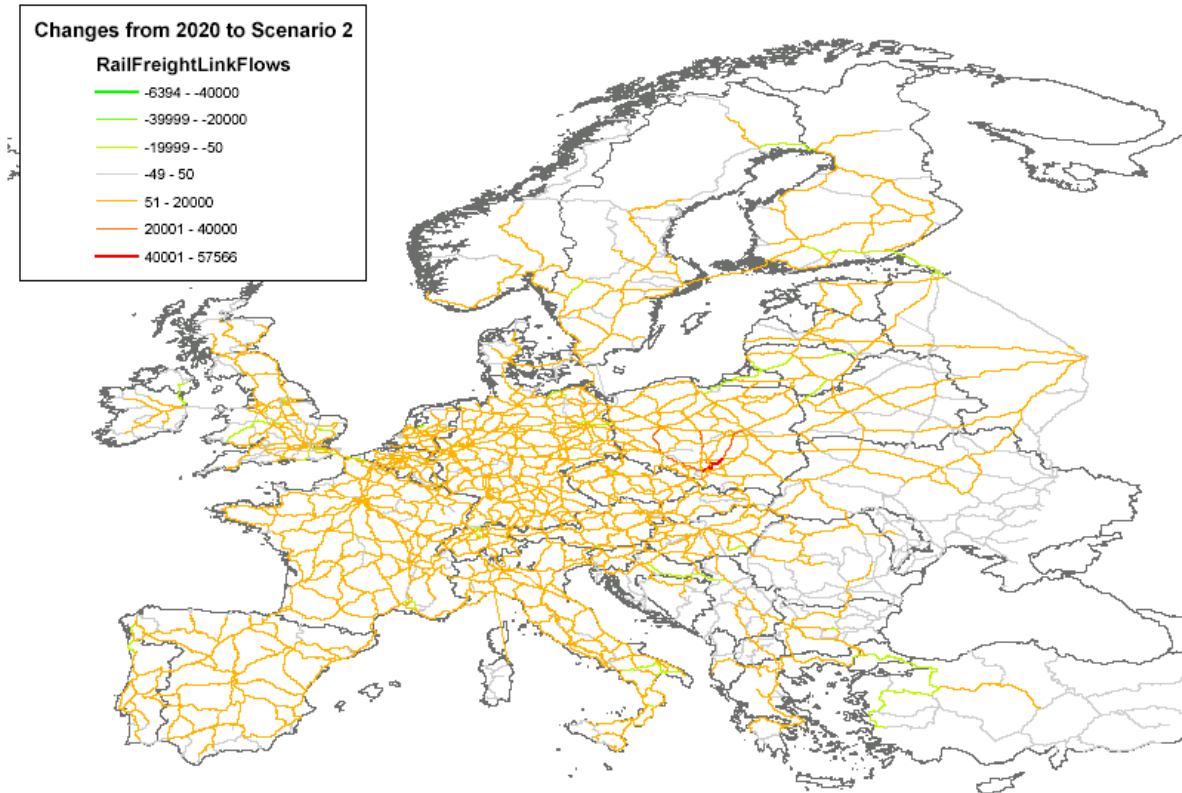 Changes from 2020 to Scenario 2
RailFreightLinkFlows
-6394 - -40000
-39999 - -20000
-19999 - -50
-49 - 50
51 - 20000
20001 - 40000
40001 - 57566